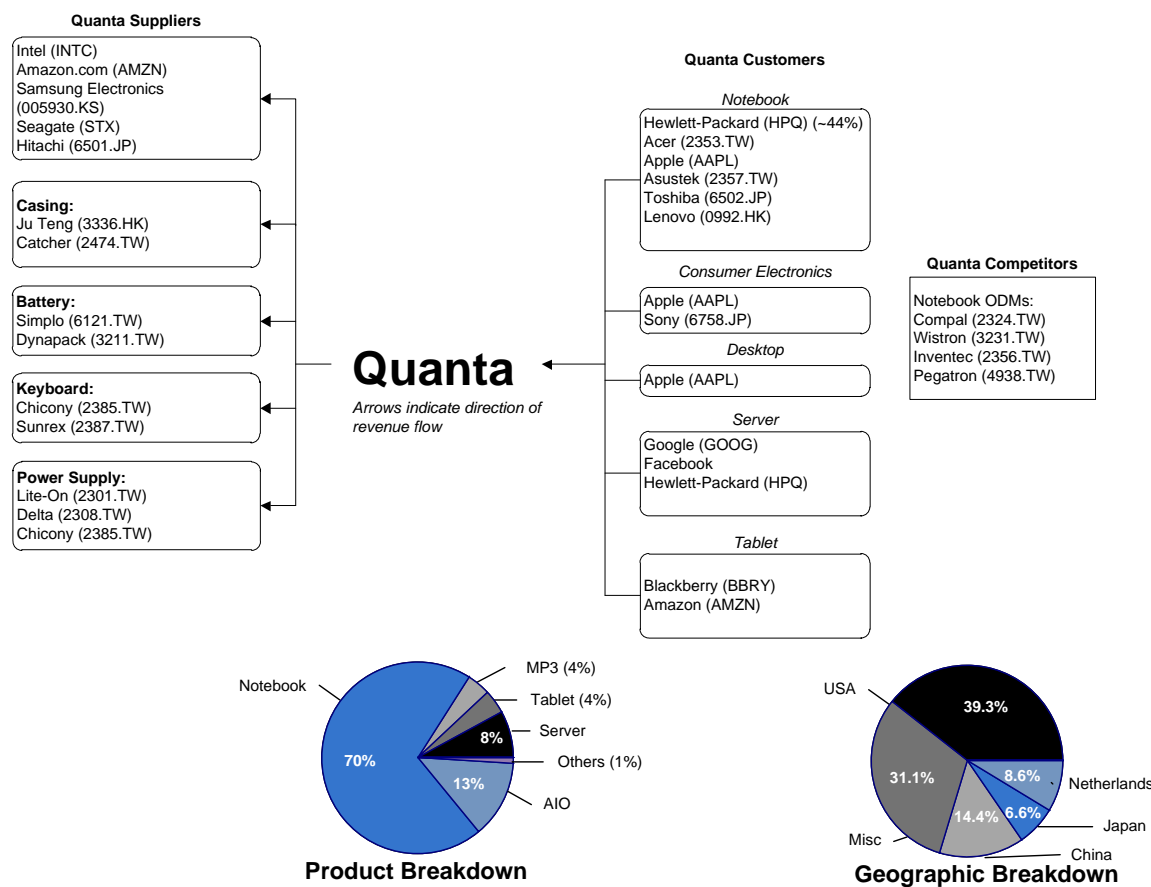 Quanta Suppliers
Intel (INTC)
Amazon.com (AMZN)
Samsung Electronics
(005930.KS)
Seagate (STX)
Hitachi (6501.JP)
Casing:
Ju Teng (3336.HK)
Catcher (2474.TW)
Battery:
Simplo (6121.TW)
Dynapack (3211.TW)
Keyboard:
Chicony (2385.TW)
Sunrex (2387.TW)
Power Supply:
Lite-On (2301.TW)
Delta (2308.TW)
Chicony (2385.TW)
Quanta
Arrows indicate direction of
revenue flow
Quanta Customers
Notebook
Hewlett-Packard (HPQ) (~44%)
Acer (2353.TW)
Apple (AAPL)
Asustek (2357.TW)
Toshiba (6502.JP)
Lenovo (0992.HK)
Consumer Electronics
Apple (AAPL)
Sony (6758.JP)
Desktop
Apple (AAPL)
Server
Google (GOOG)
Facebook
Hewlett-Packard (HPQ)
Tablet
Blackberry (BBRY)
Amazon (AMZN)
Quanta Competitors
Notebook ODMs:
Compal (2324.TW)
Wistron (3231.TW)
Inventec (2356.TW)
Pegatron (4938.TW)
Notebook
MP3 (4%)
Tablet (4%)
Server
8%
Others (1%)
70%
13%
AIO
Product Breakdown
USA
39.3%
31.1%
8.6%
Netherlands
6.6%
14.4%
Japan
Misc
China
Geographic Breakdown